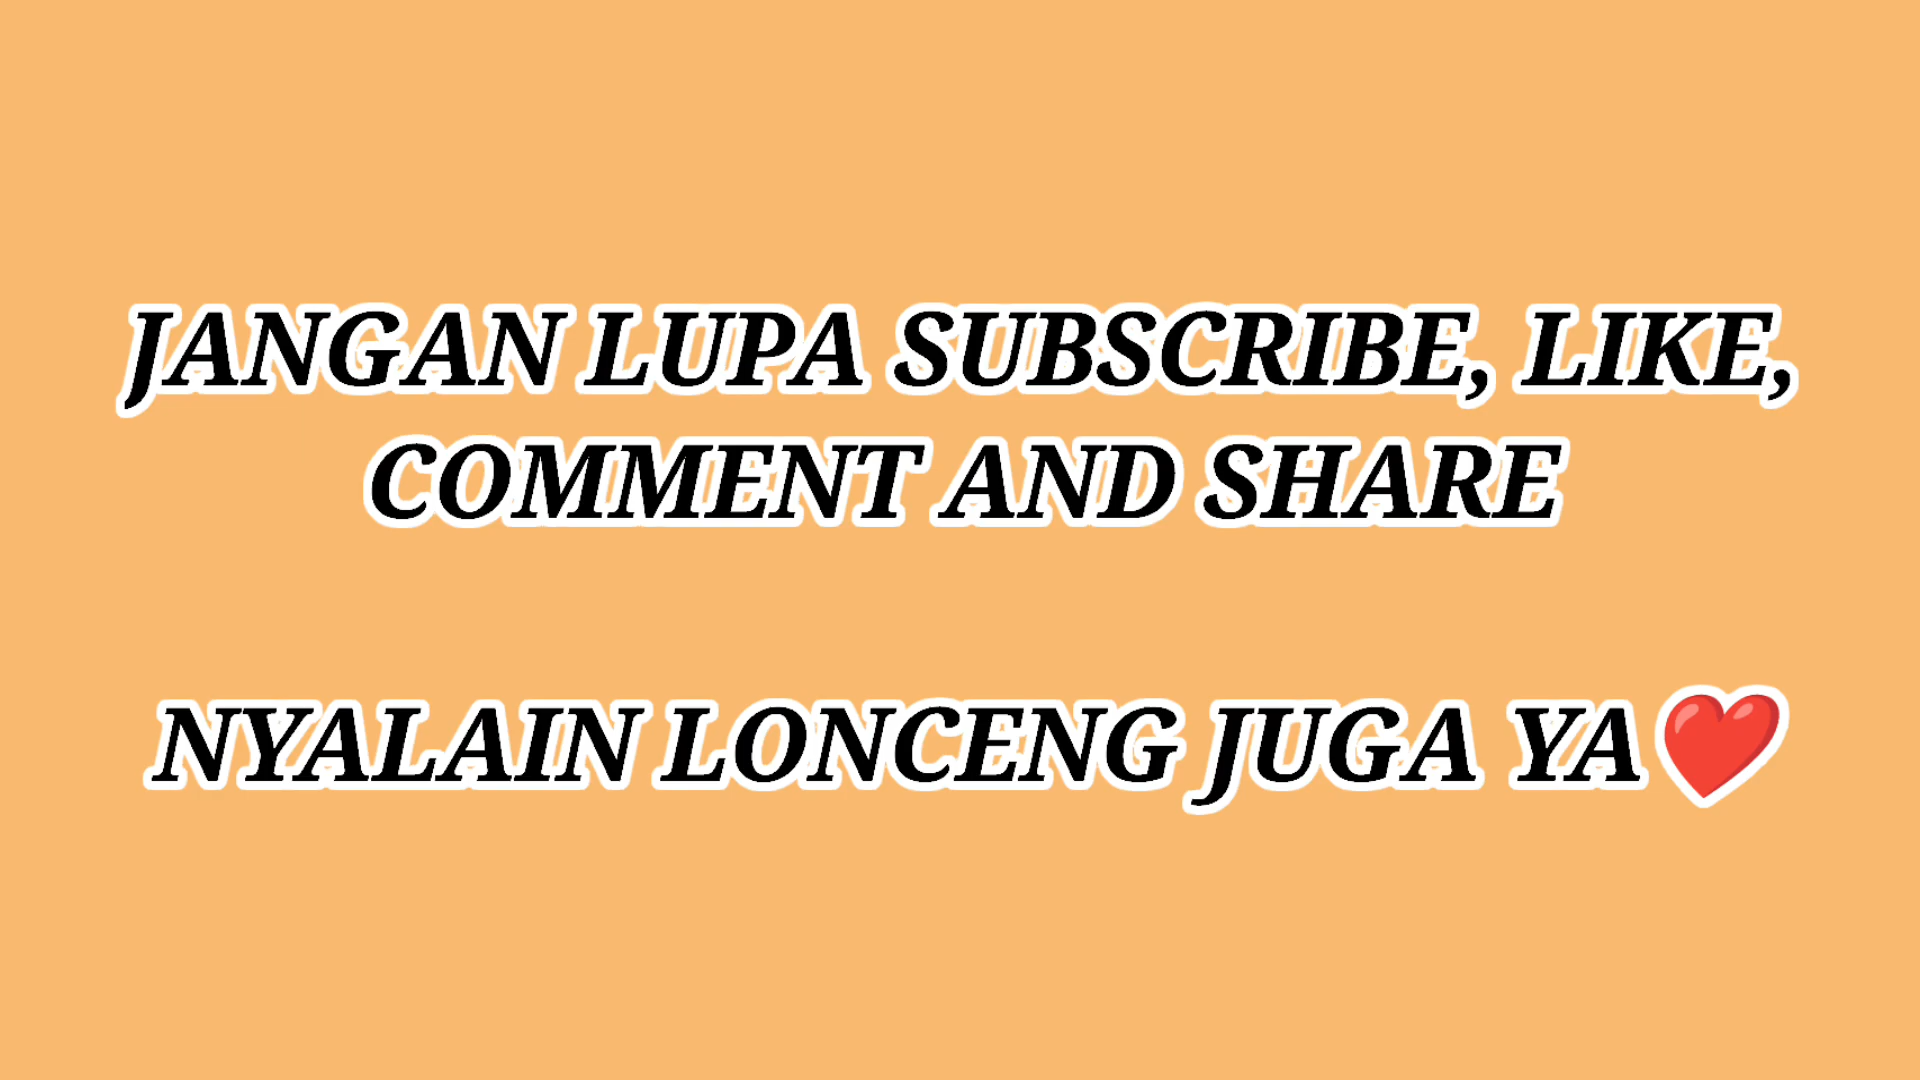 JANGAN LUPA SUBSCRIBE, LIKE,
COMMENT AND SHARE
NYALAIN LONCENG JUGA YA❤️